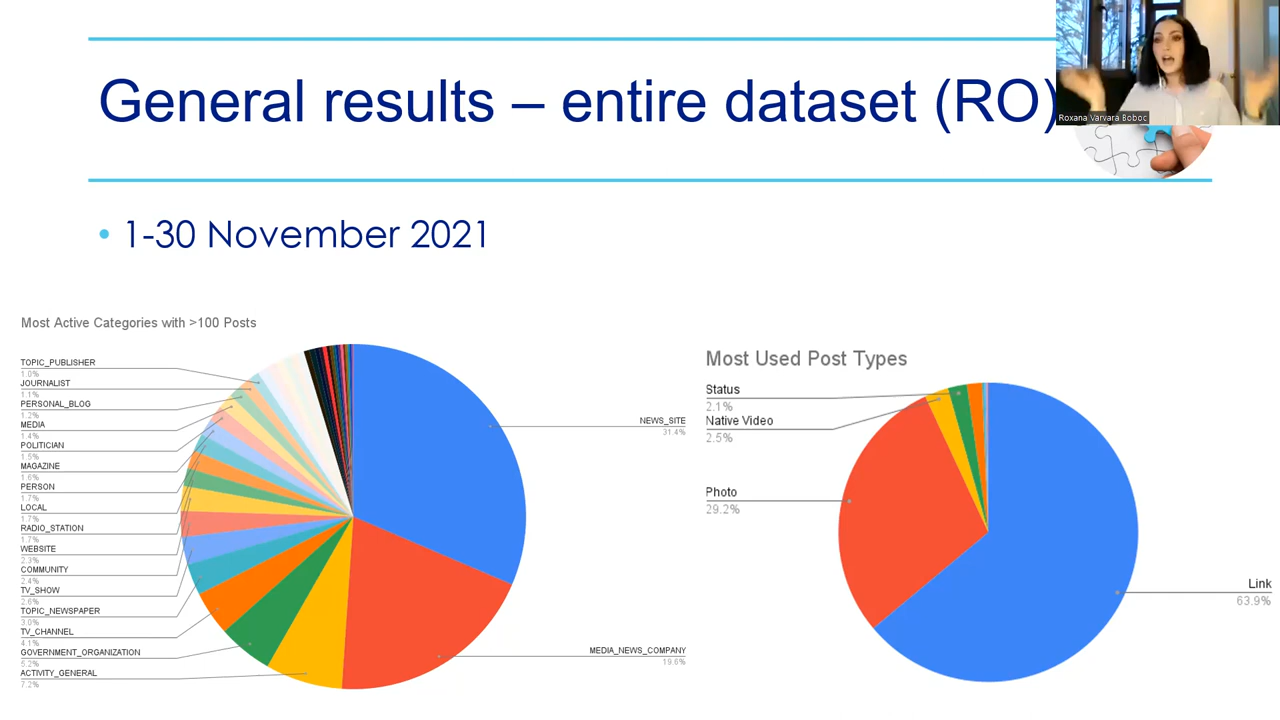 General results – entire dataset (RO)
Roxana Varvara Boboc
• 1-30 November 2021
Most Active Categories with >100 Posts
TOPIC_PUBLISHER
1.0%
JOURNALIST
1.1%
PERSONAL_BLOG
1.2%
MEDIA
1.4%
POLITICIAN
1.5%
MAGAZINE
1.6%
PERSON
1.7%
LOCAL
1.7%
RADIO_STATION
1.7%
WEBSITE
2.3%
COMMUNITY
2.4%
TV_SHOW
2.6%
TOPIC_NEWSPAPER
3.0%
TV_CHANNEL
4.1%
GOVERNMENT_ORGANIZATION
5.2%
ACTIVITY_GENERAL
7.2%
NEWS_SITE
31.4%
MEDIA_NEWS_COMPANY
19.6%
Most Used Post Types
Status
2.1%
Native Video
2.5%
Photo
29.2%
Link
63.9%